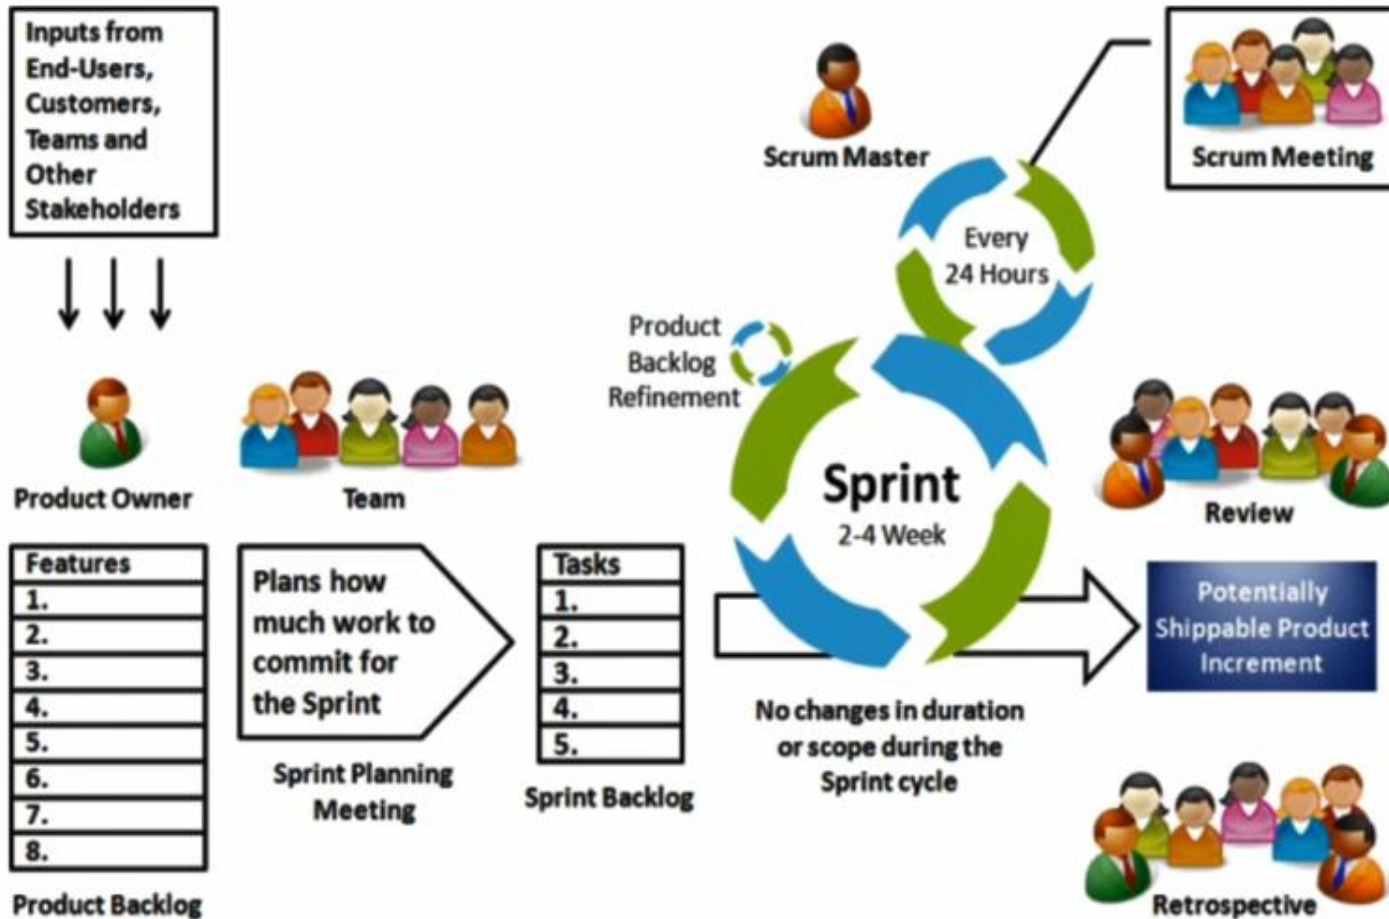 Inputs from
End-Users,
Customers,
Teams and
Other
Stakeholders
Product Owner
Team
Features
1.
2.
3.
4.
5.
6.
7.
8.
Product Backlog
Plans how
much work to
commit for
the Sprint
Sprint Planning
Meeting
Tasks
1.
2.
3.
4.
5.
Sprint Backlog
Scrum Master
Scrum Meeting
Every
24 Hours
Product
Backlog
Refinement
Sprint
2-4 Week
No changes in duration
or scope during the
Sprint cycle
Review
Potentially
Shippable Product
Increment
Retrospective